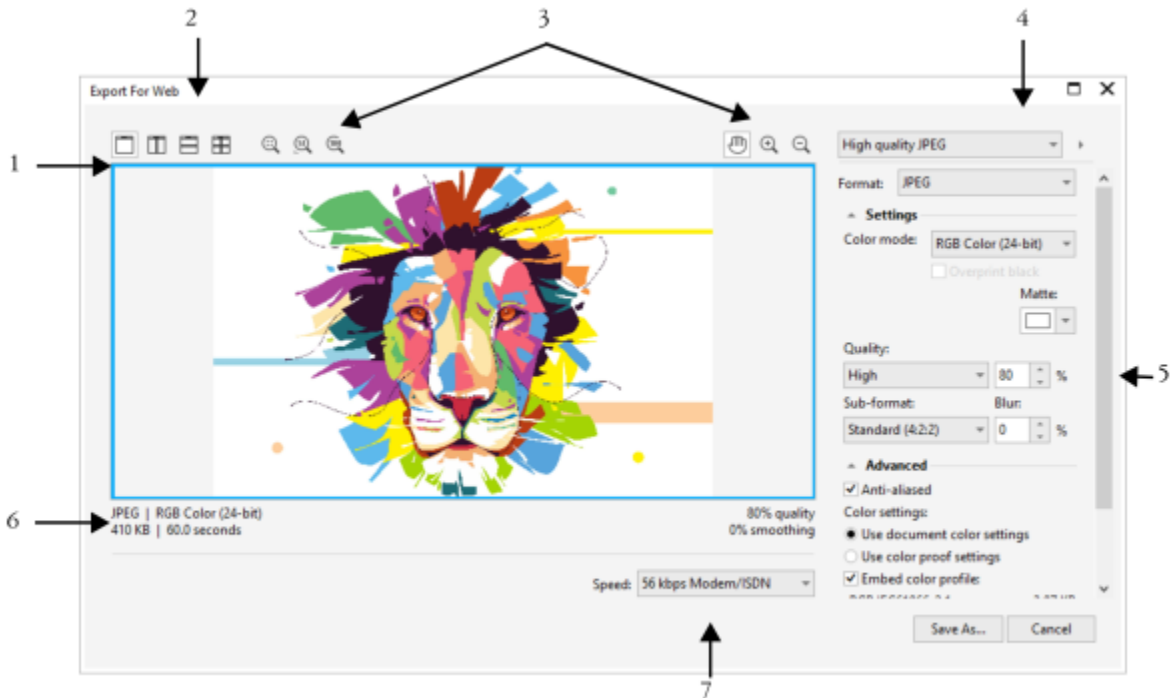 2 3 4
Export For Web
1
High quality JPEG
Format: JPEG
Settings
Color mode: RGB Color (24-bit)
Overprint black
Matte:
Quality:
High 80 %
5
Sub-format: Blur:
Standard (4:2:2) 0 %
Advanced
Anti-aliased
Color settings:
Use document color settings
Use color proof settings
Embed color profile:
6
JPEG | RGB Color (24-bit) 80% quality
410 KB | 60.0 seconds 0% smoothing
Speed: 56 kbps Modem/ISDN
Save As... Cancel
7